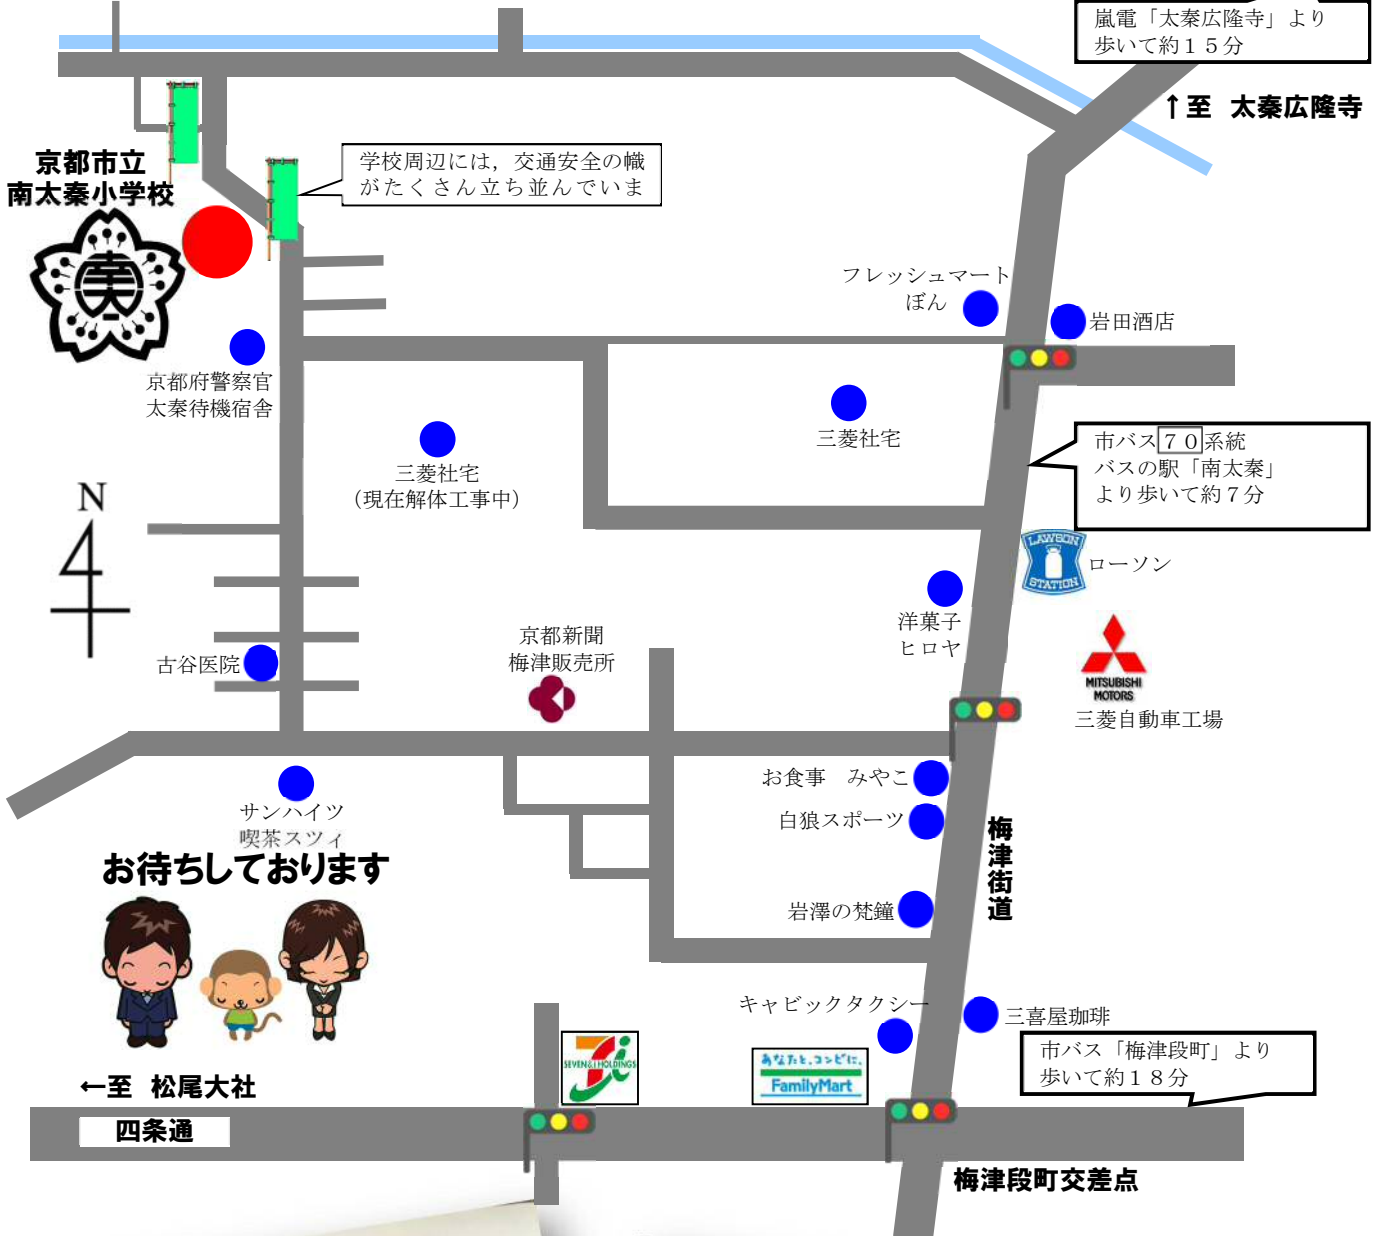 嵐電「太秦広隆寺」より
歩いて約１５分
↑至　太秦広隆寺
京都市立
南太秦小学校
学校周辺には，交通安全の幟
がたくさん立ち並んでいま
フレッシュマート
ぼん
岩田酒店
京都府警察官
太秦待機宿舎
三菱社宅
三菱社宅
（現在解体工事中）
市バス７０系統
バスの駅「南太秦」
より歩いて約７分
N
LAWSON
STATION
ローソン
洋菓子
ヒロヤ
京都新聞
梅津販売所
古谷医院
MITSUBISHI
MOTORS
三菱自動車工場
サンハイツ
喫茶スツィ
お食事　みやこ
白狼スポーツ
梅津街道
お待ちしております
岩澤の梵鐘
キャビックタクシー
三喜屋珈琲
SEVEN&I HOLDINGS
あなたと、コンビに、
FamilyMart
市バス「梅津段町」より
歩いて約１８分
←至　松尾大社
四条通
梅津段町交差点